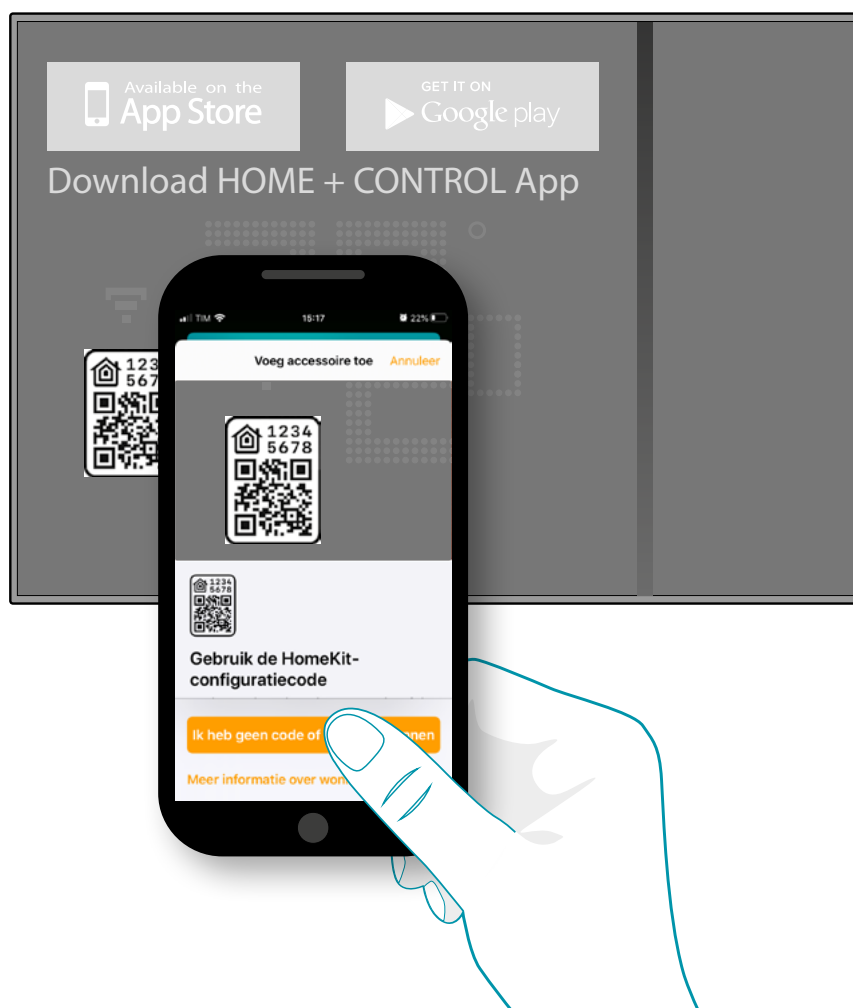 Available on the
App Store
GET IT ON
Google play
Download HOME + CONTROL App
TIM
15:17
22%
Voeg accessoire toe
Annuleer
123
567
1234
5678
1234
5678
Gebruik de HomeKit-
configuratiecode
Ik heb geen code of
Meer informatie over